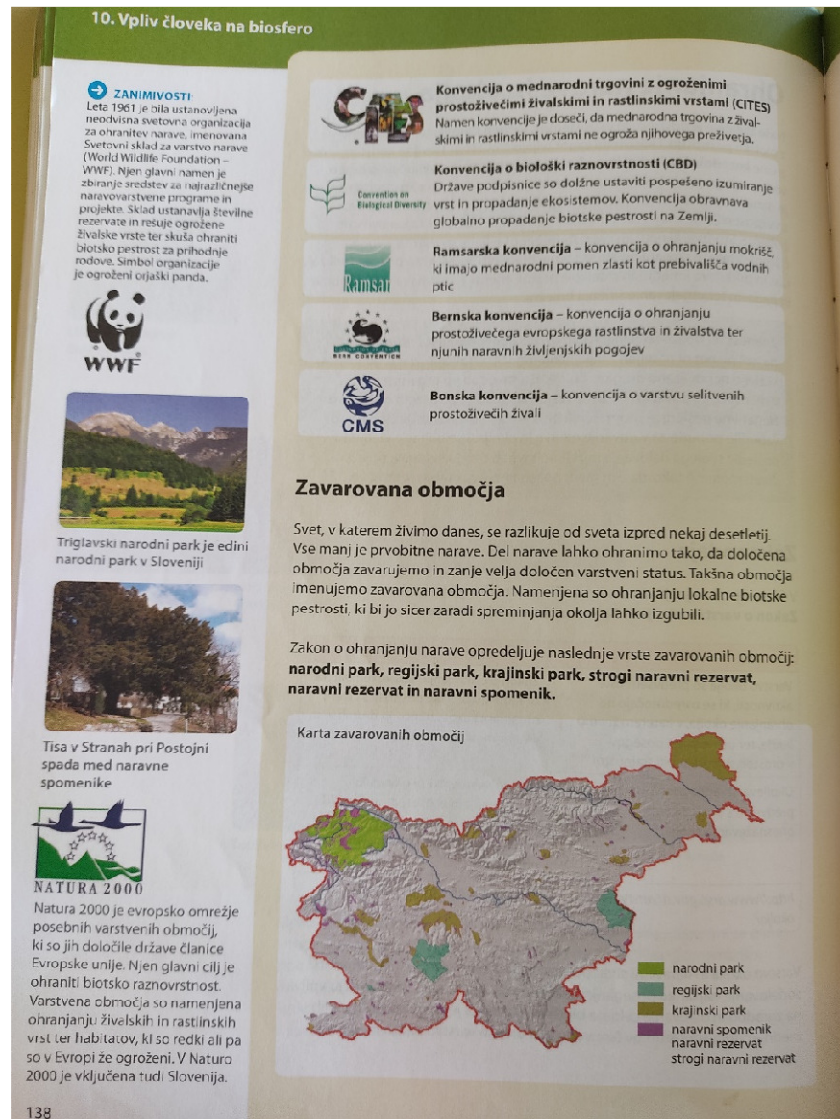 10. Vpliv človeka na biosfero
ZANIMIVOSTI
Leta 1961 je bila ustanovljena
neodvisna svetovna organizacija
za ohranitev narave, imenovana
Svetovni sklad za varstvo narave
(World Wildlife Foundation –
WWF). Njen glavni namen je
zbiranje sredstev za najrazličnejše
naravovarstvene programe in
projekte. Sklad ustanavlja številne
rezervate in rešuje ogrožene
živalske vrste ter skuša ohraniti
biotsko pestrost za prihodnje
rodove. Simbol organizacije
je ogroženi orjaški panda.
WWF
Triglavski narodni park je edini
narodni park v Sloveniji
Tisa v Stranah pri Postojni
spada med naravne
spomenike
NATURA 2000
Natura 2000 je evropsko omrežje
posebnih varstvenih območij,
ki so jih določile države članice
Evropske unije. Njen glavni cilj je
ohraniti biotsko raznovrstnost.
Varstvena območja so namenjena
ohranjanju živalskih in rastlinskih
vrst ter habitatov, ki so redki ali pa
so v Evropi že ogroženi. V Naturo
2000 je vključena tudi Slovenija.
138
CITES
Konvencija o mednarodni trgovini z ogroženimi
prostoživečimi živalskimi in rastlinskimi vrstami (CITES)
Namen konvencije je doseči, da mednarodna trgovina z žival-
skimi in rastlinskimi vrstami ne ogroža njihovega preživetja.
Convention on
Biological Diversity
Konvencija o biološki raznovrstnosti (CBD)
Države podpisnice so dolžne ustaviti pospešeno izumiranje
vrst in propadanje ekosistemov. Konvencija obravnava
globalno propadanje biotske pestrosti na Zemlji.
Ramsar
Ramsarska konvencija – konvencija o ohranjanju mokrišč,
ki imajo mednarodni pomen zlasti kot prebivališča vodnih
ptic
BERN CONVENTION
Bernska konvencija – konvencija o ohranjanju
prostoživečega evropskega rastlinstva in živalstva ter
njunih naravnih življenjskih pogojev
CMS
Bonska konvencija – konvencija o varstvu selitvenih
prostoživečih živali
Zavarovana območja
Svet, v katerem živimo danes, se razlikuje od sveta izpred nekaj desetletij.
Vse manj je prvobitne narave. Del narave lahko ohranimo tako, da določena
območja zavarujemo in zanje velja določen varstveni status. Takšna območja
imenujemo zavarovana območja. Namenjena so ohranjanju lokalne biotske
pestrosti, ki bi jo sicer zaradi spreminjanja okolja lahko izgubili.
Zakon o ohranjanju narave opredeljuje naslednje vrste zavarovanih območij:
narodni park, regijski park, krajinski park, strogi naravni rezervat,
naravni rezervat in naravni spomenik.
Karta zavarovanih območij
narodni park
regijski park
krajinski park
naravni spomenik
naravni rezervat
strogi naravni rezervat